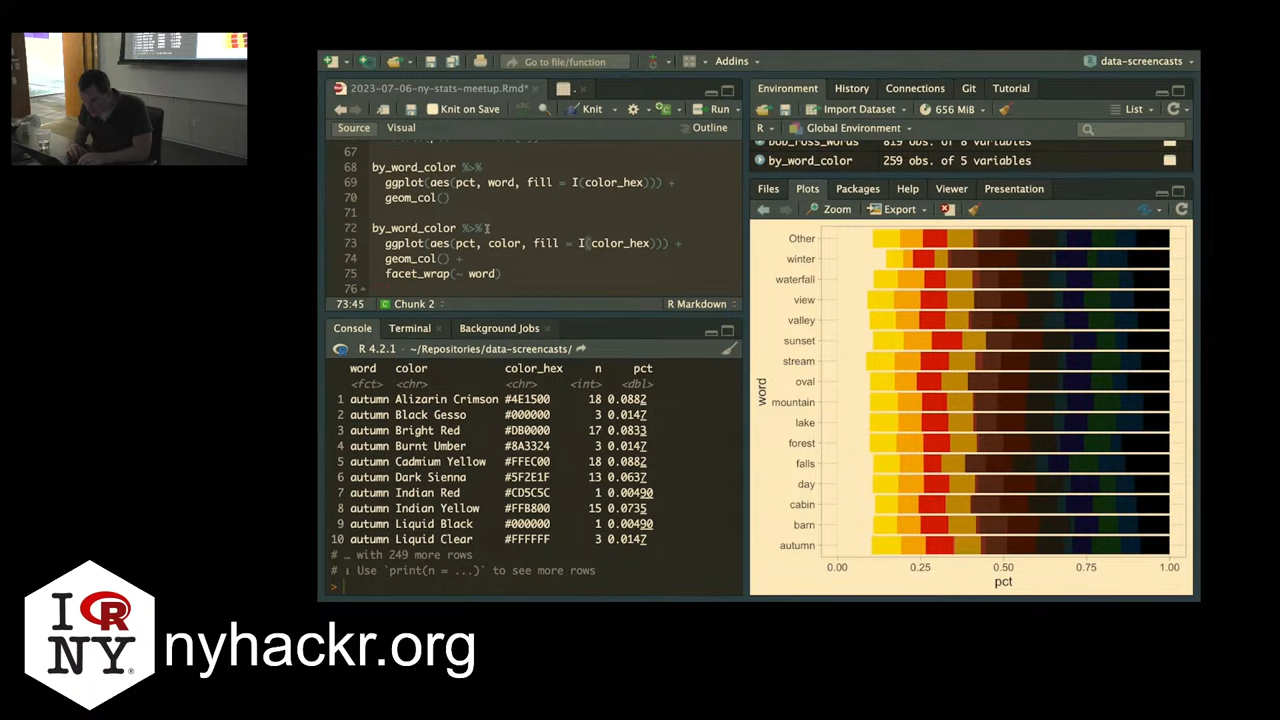 Go to file/function
Addins
data-screencasts
2023-07-06-ny-stats-meetup.Rmd*
.
Knit on Save
ABC
Knit
Run
Source
Visual
Outline
67
68 by_word_color %>%
69 ggplot(aes(pct, word, fill = I(color_hex))) +
70 geom_col()
71
72 by_word_color %>%
73 ggplot(aes(pct, color, fill = I(color_hex))) +
74 geom_col() +
75 facet_wrap(~ word)
76
73:45
Chunk 2
R Markdown
Console
Terminal
Background Jobs
R 4.2.1 · ~/Repositories/data-screencasts/
word color color_hex n pct
<fct> <chr> <chr> <int> <dbl>
1 autumn Alizarin Crimson #4E1500 18 0.0882
2 autumn Black Gesso #000000 3 0.0147
3 autumn Bright Red #DB0000 17 0.0833
4 autumn Burnt Umber #8A3324 3 0.0147
5 autumn Cadmium Yellow #FFEC00 18 0.0882
6 autumn Dark Sienna #5F2E1F 13 0.0637
7 autumn Indian Red #CD5C5C 1 0.00490
8 autumn Indian Yellow #FFB800 15 0.0735
9 autumn Liquid Black #000000 1 0.00490
10 autumn Liquid Clear #FFFFFF 3 0.0147
# … with 249 more rows
# ℹ Use `print(n = ...)` to see more rows
>
Environment
History
Connections
Git
Tutorial
Import Dataset
656 MiB
List
R
Global Environment
bob_ross_words 819 obs. of 8 variables
by_word_color 259 obs. of 5 variables
Files
Plots
Packages
Help
Viewer
Presentation
Zoom
Export
word
Other
winter
waterfall
view
valley
sunset
stream
oval
mountain
lake
forest
falls
day
cabin
barn
autumn
0.00 0.25 0.50 0.75 1.00
pct
I R
NY
®
nyhackr.org